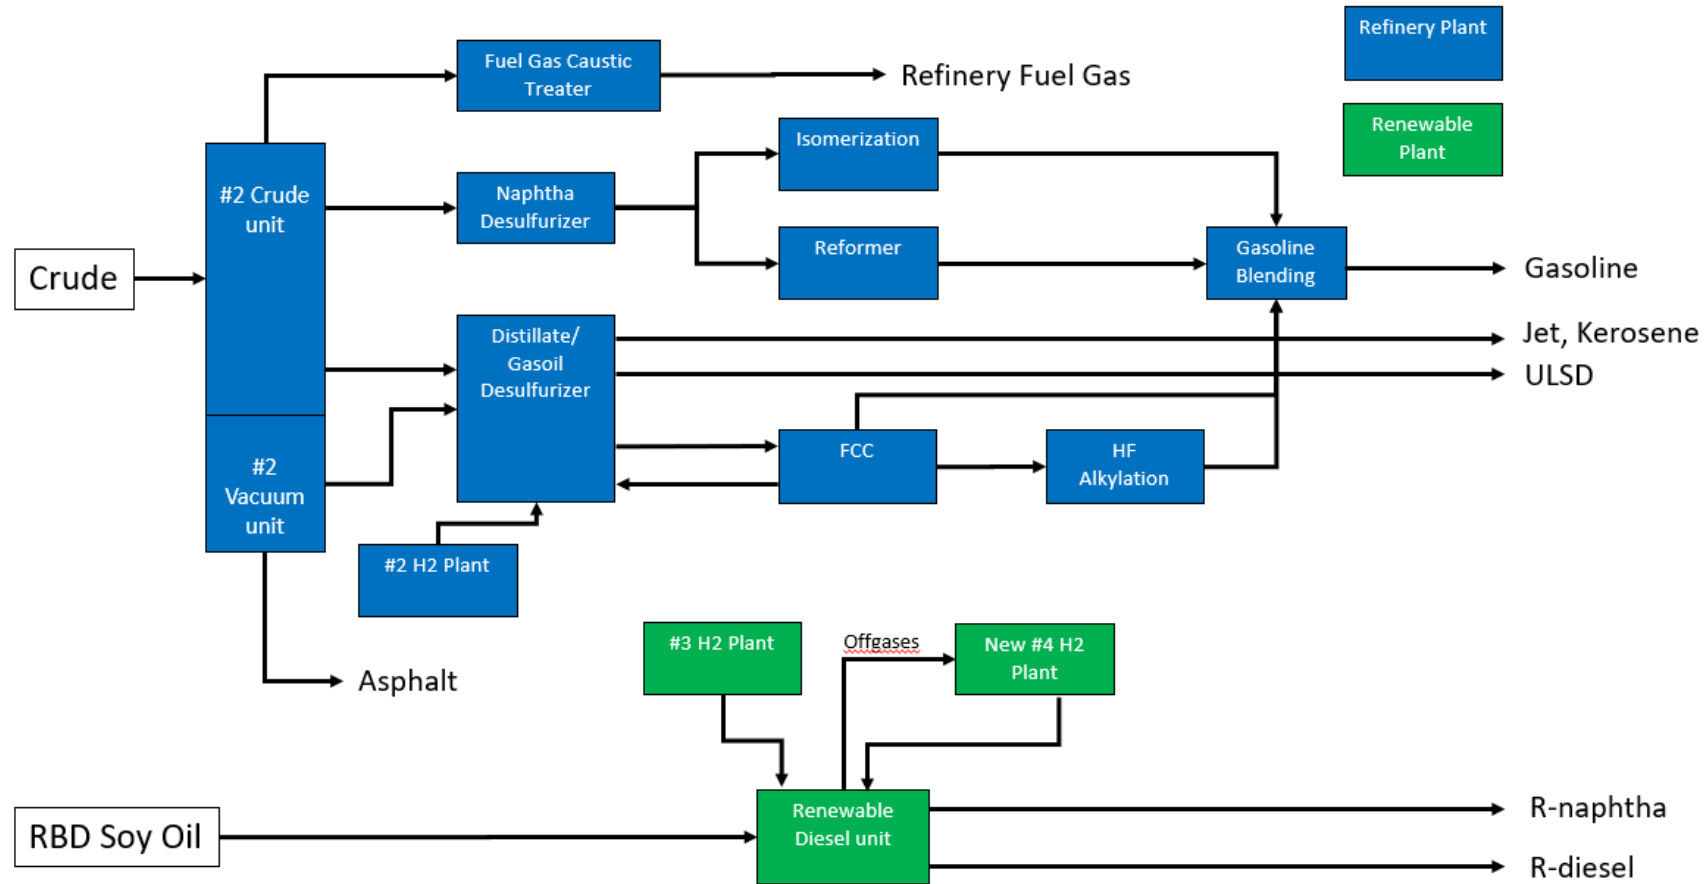 Refinery Plant
Fuel Gas Caustic
Treater
Refinery Fuel Gas
Renewable
Plant
Isomerization
#2 Crude
unit
Naphtha
Desulfurizer
Reformer
Gasoline
Blending
Gasoline
Crude
Distillate/
Gasoil
Desulfurizer
Jet, Kerosene
ULSD
FCC
HF
Alkylation
#2
Vacuum
unit
#2 H2 Plant
Asphalt
#3 H2 Plant
Offgases
New #4 H2
Plant
RBD Soy Oil
Renewable
Diesel unit
R-naphtha
R-diesel